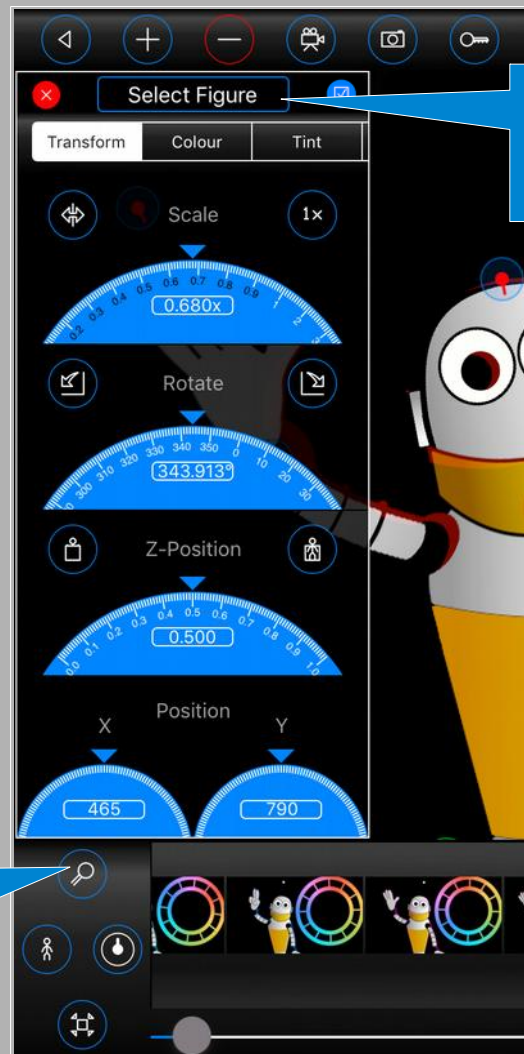 Select Figure
Transform Colour Tint
Scale 1x
0.2 0.3 0.4 0.5 0.6 0.7 0.8 0.9 1 2 3
0.680x
Rotate
300 310 320 330 340 350 0 10 20 30
343.913°
Z-Position
0.0 0.1 0.2 0.3 0.4 0.5 0.6 0.7 0.8 0.9 1.0
0.500
Position
X Y
465 790